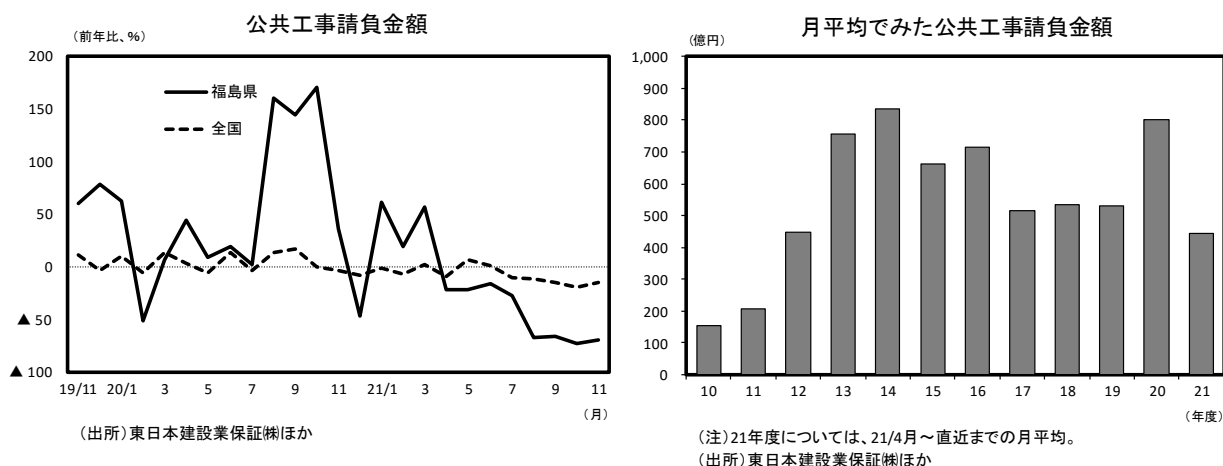 公共工事請負金額
（前年比、％）
200
150
100
50
0
▲ 50
▲ 100
福島県
全国
19/11 20/1 3 5 7 9 11 21/1 3 5 7 9 11
（月）
（出所）東日本建設業保証㈱ほか
月平均でみた公共工事請負金額
（億円）
1,000
900
800
700
600
500
400
300
200
100
0
10 11 12 13 14 15 16 17 18 19 20 21
（年度）
（注）21年度については、21/4月～直近までの月平均。
（出所）東日本建設業保証㈱ほか